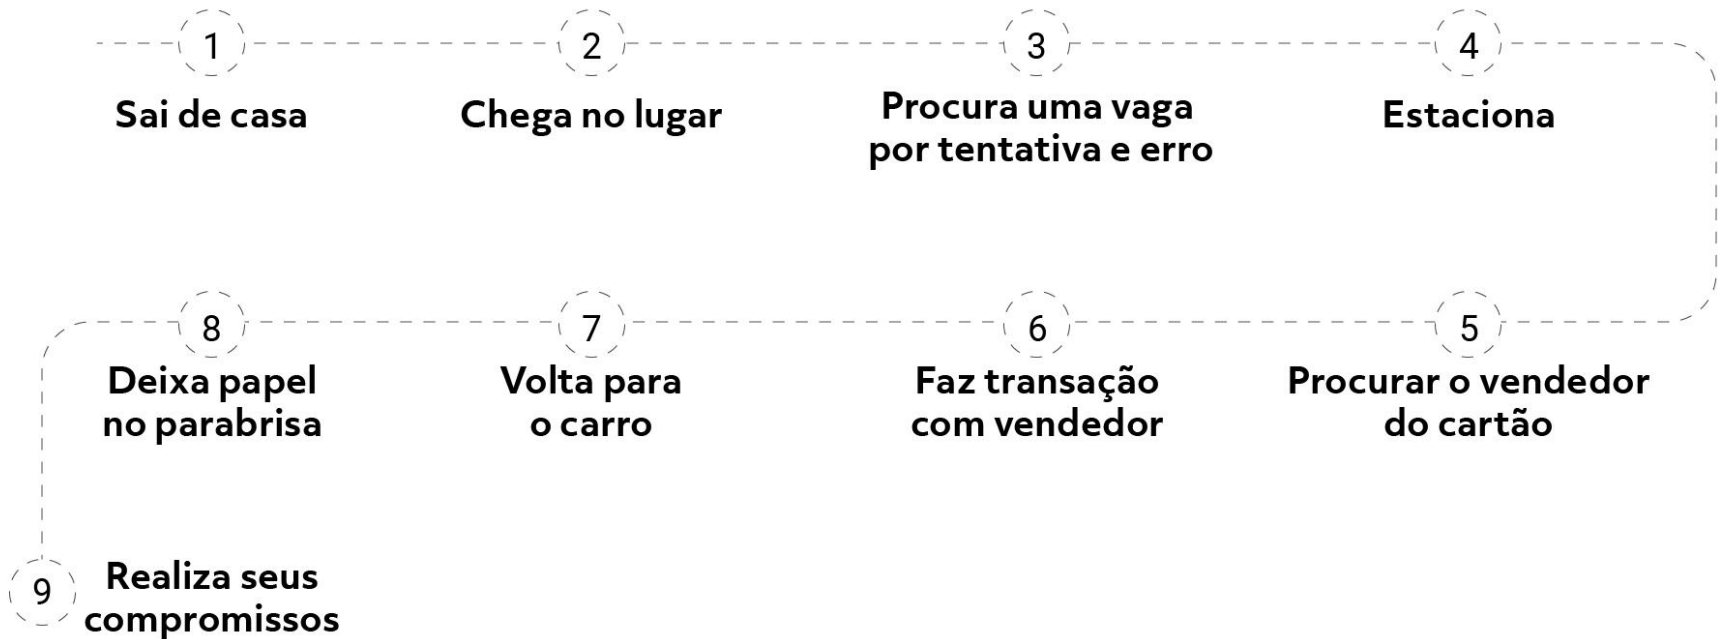 1
Sai de casa
2
Chega no lugar
3
Procura uma vaga
por tentativa e erro
4
Estaciona
5
Procurar o vendedor
do cartão
6
Faz transação
com vendedor
7
Volta para
o carro
8
Deixa papel
no parabrisa
9
Realiza seus
compromissos